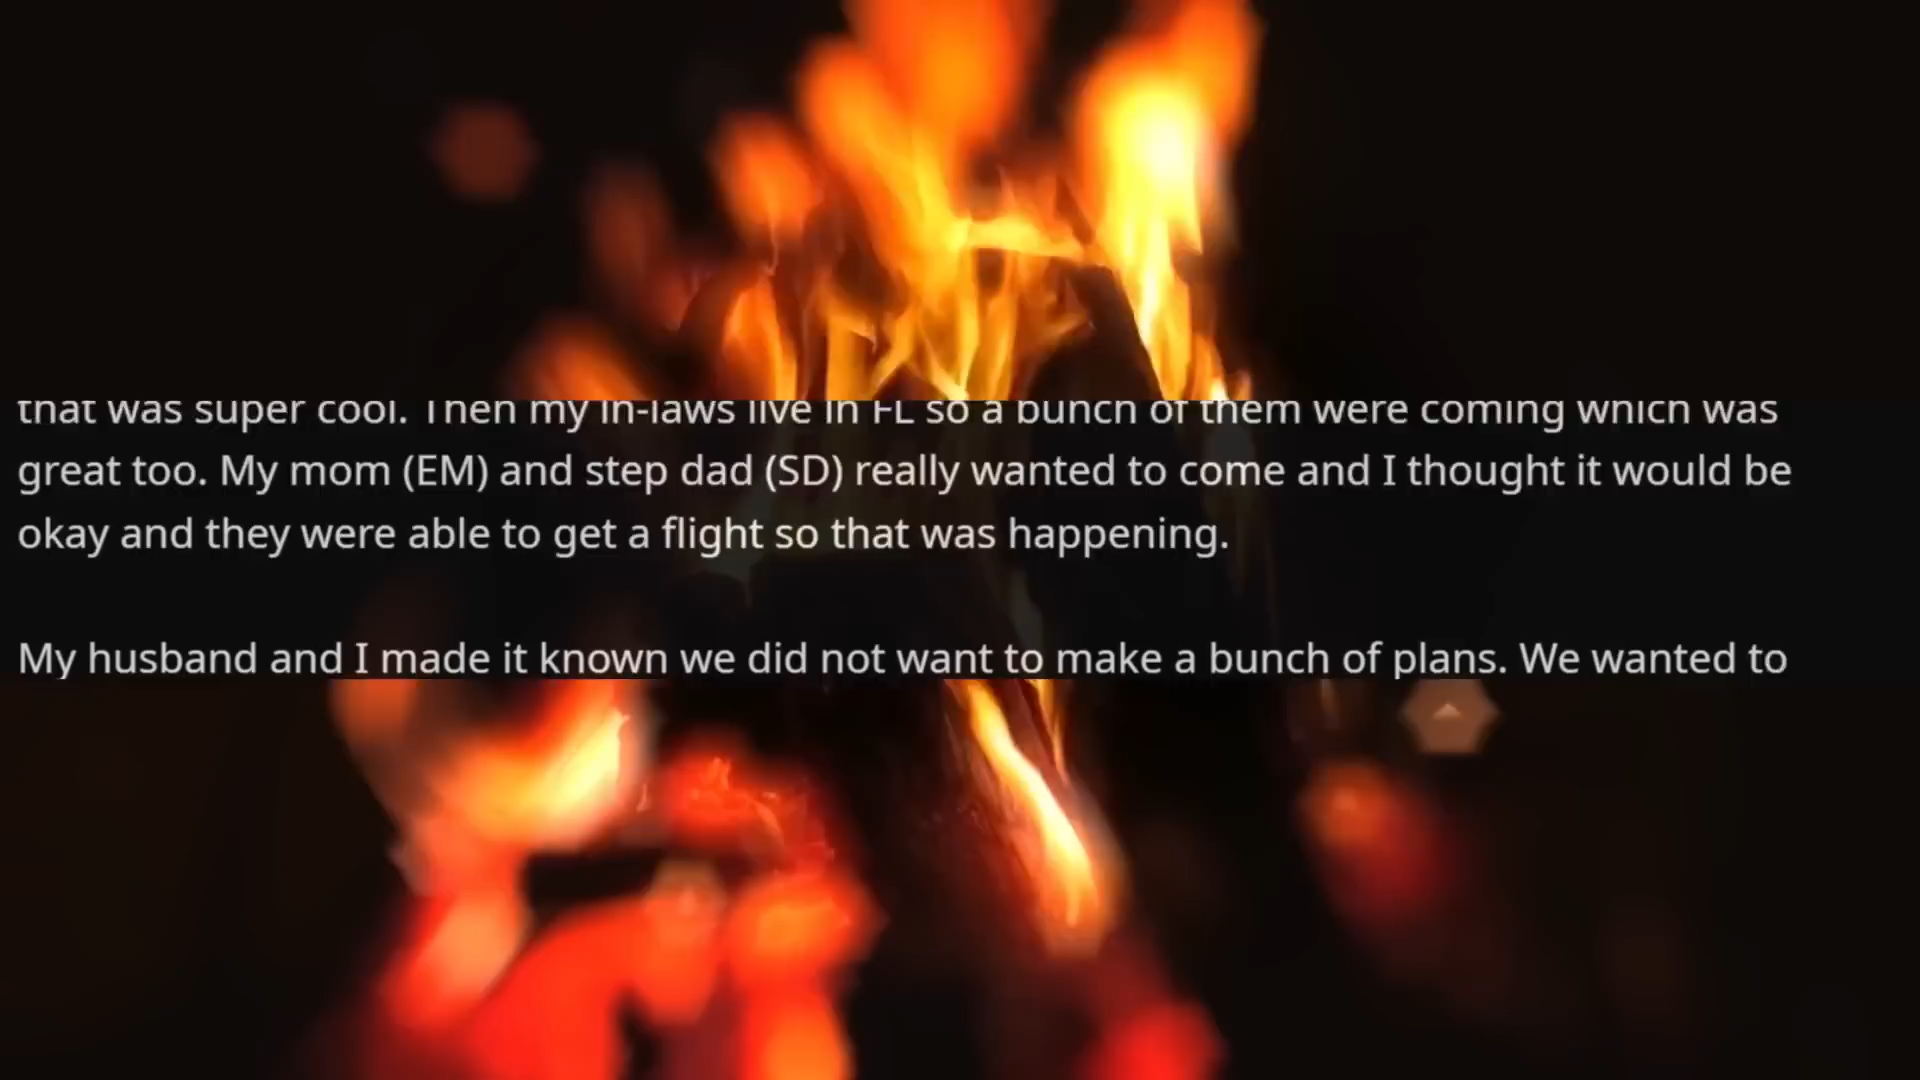 that was super cool. Then my in-laws live in FL so a bunch of them were coming which was
great too. My mom (EM) and step dad (SD) really wanted to come and I thought it would be
okay and they were able to get a flight so that was happening.
My husband and I made it known we did not want to make a bunch of plans. We wanted to